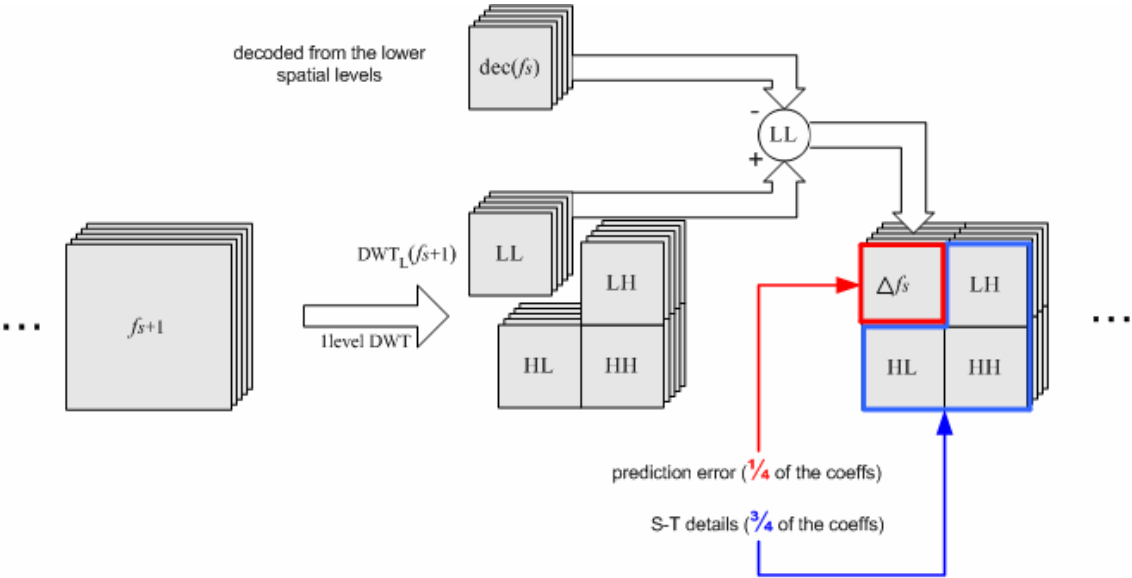 decoded from the lower
spatial levels
dec(fs)
-
LL
+
DWTL(fs+1)
LL
LH
HL
HH
...
fs+1
1level DWT
Δfs
LH
HL
HH
...
prediction error (¼ of the coeffs)
S-T details (¾ of the coeffs)